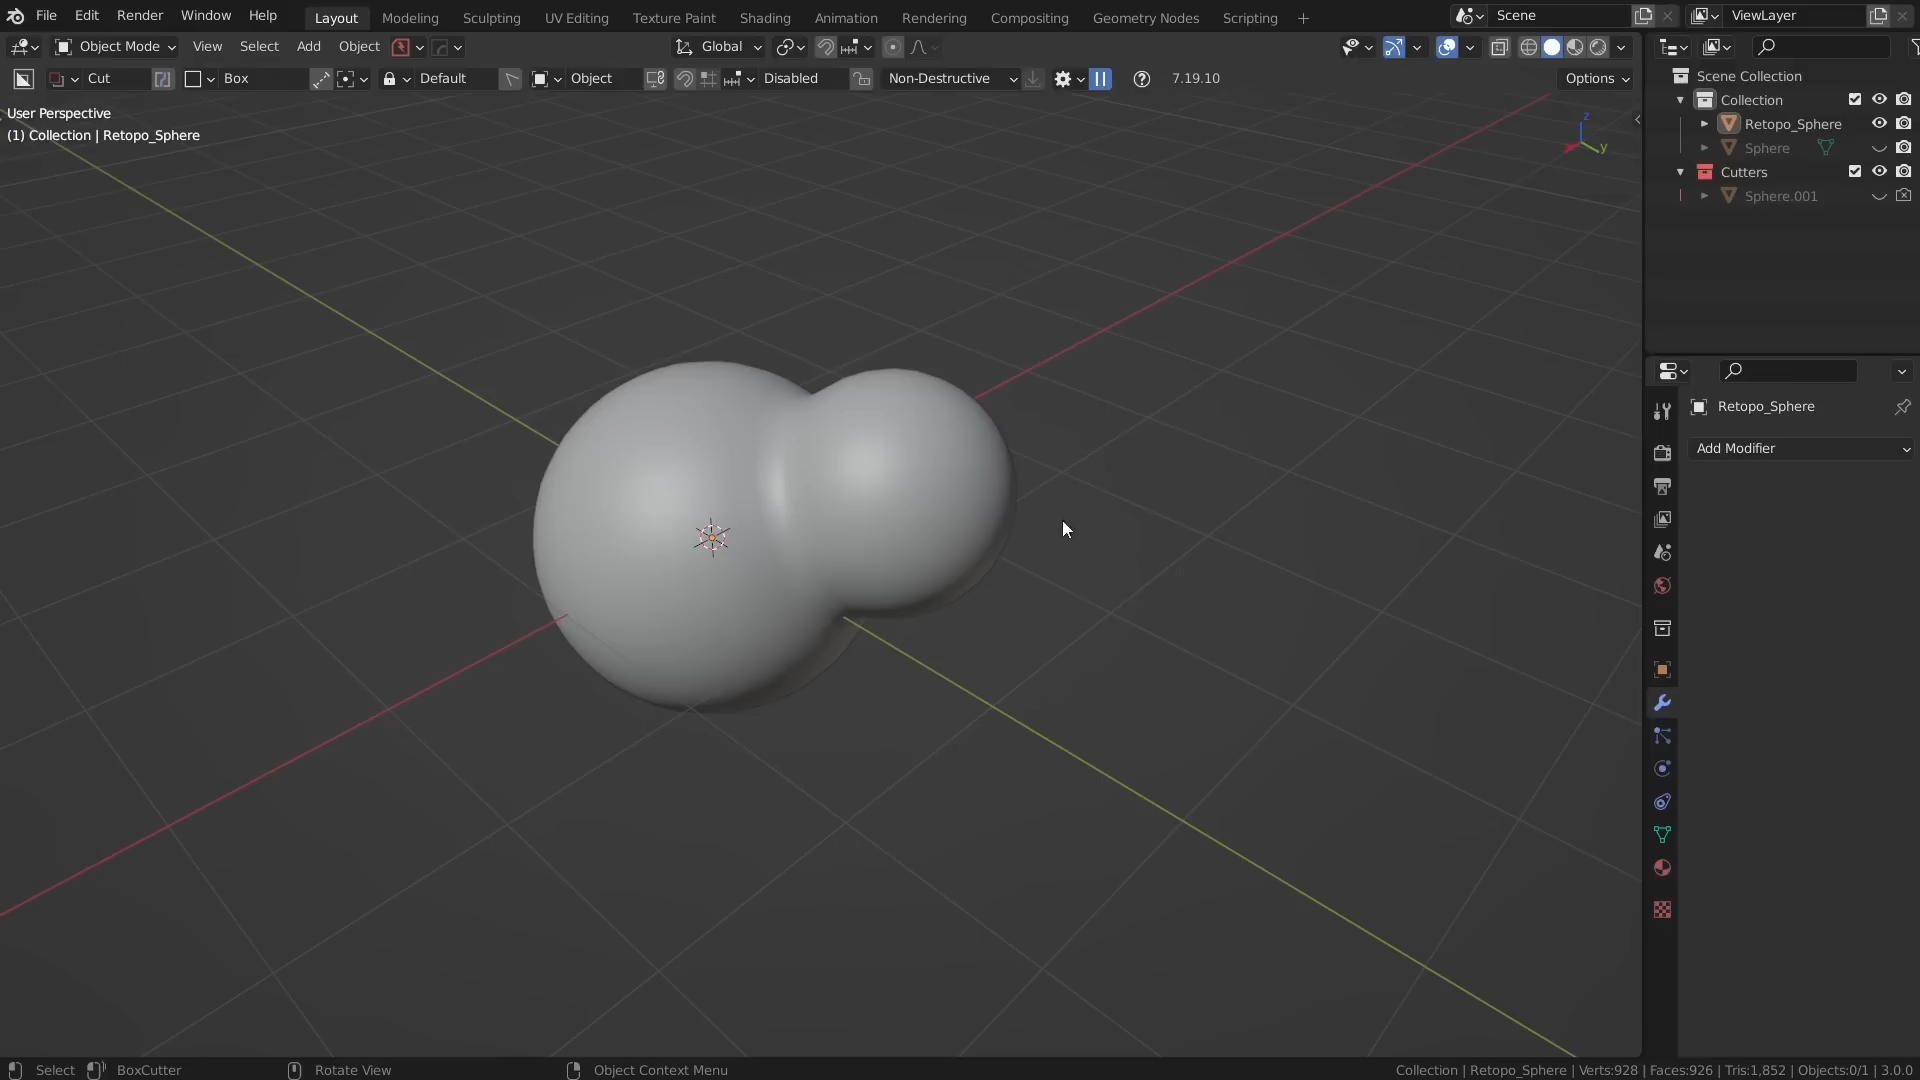 File Edit Render Window Help Layout Modeling Sculpting UV Editing Texture Paint Shading Animation Rendering Compositing Geometry Nodes Scripting + Scene ViewLayer
Object Mode View Select Add Object Global
Cut Box Default Object Disabled Non-Destructive 7.19.10 Options
User Perspective
(1) Collection | Retopo_Sphere
z
y
Scene Collection
Collection
Retopo_Sphere
Sphere
Cutters
Sphere.001
Retopo_Sphere
Add Modifier
Select BoxCutter Rotate View Object Context Menu Collection | Retopo_Sphere | Verts:928 | Faces:926 | Tris:1,852 | Objects:0/1 | 3.0.0